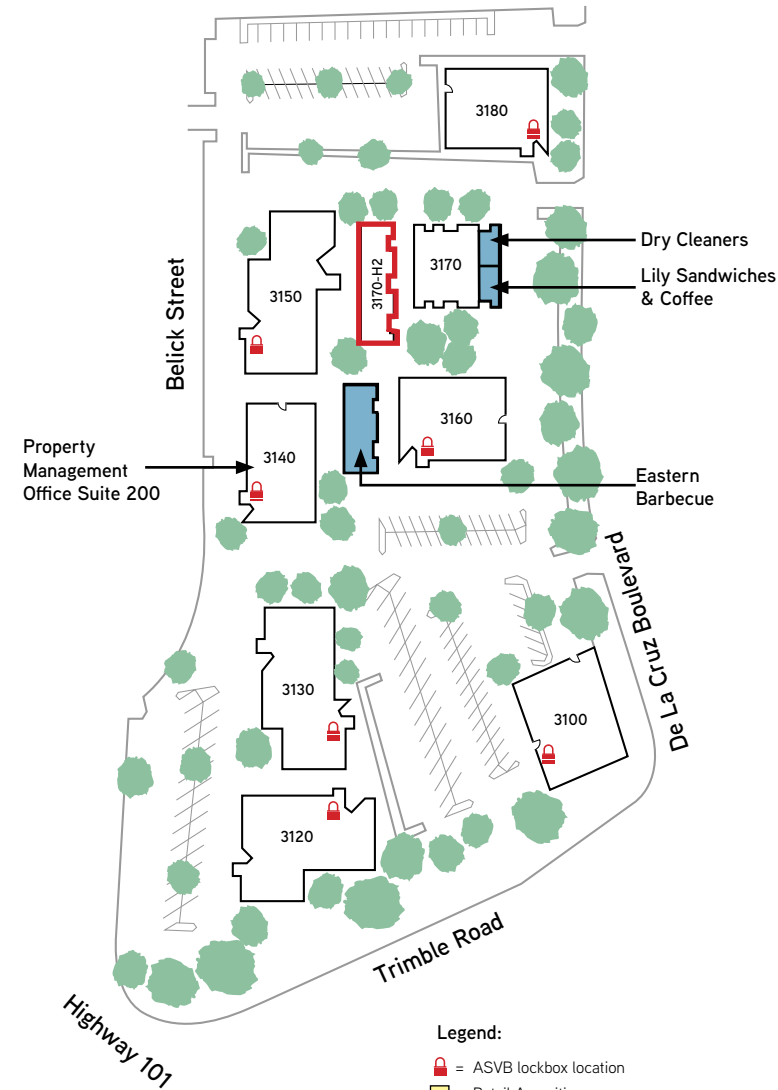 3180
Dry Cleaners
3170
Lily Sandwiches
& Coffee
3170-H2
3150
Belick Street
3160
3140
Property
Management
Office Suite 200
Eastern
Barbecue
De La Cruz Boulevard
3130
3100
3120
Trimble Road
Highway 101
Legend:
= ASVB lockbox location